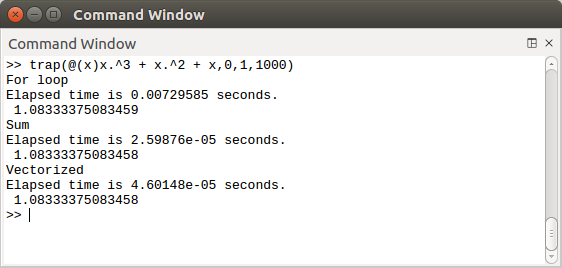 Command Window
Command Window
>> trap(@(x)x.^3 + x.^2 + x,0,1,1000)
For loop
Elapsed time is 0.00729585 seconds.
 1.08333375083459
Sum
Elapsed time is 2.59876e-05 seconds.
 1.08333375083458
Vectorized
Elapsed time is 4.60148e-05 seconds.
 1.08333375083458
>>